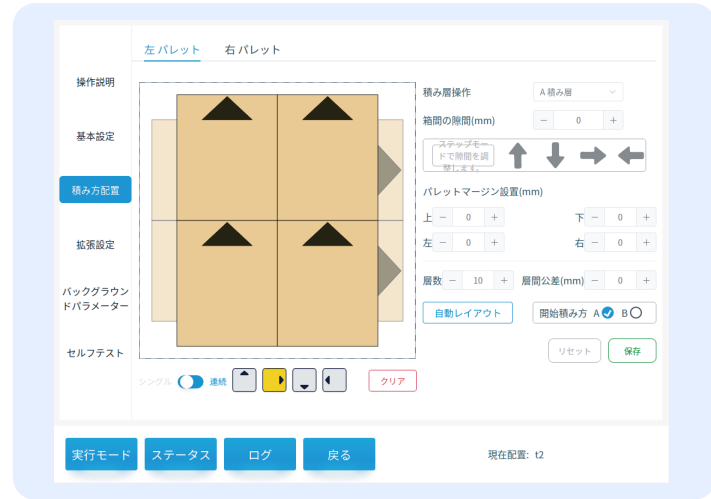 左 パレット 右 パレット
操作説明
基本設定
積み方配置
拡張設定
バックグラウン
ドパラメーター
セルフテスト
積み層操作 A 積み層
箱間の隙間(mm) − 0 +
ステップモー
ドで隙間を調
整します。
パレットマージン設置(mm)
上 − 0 + 下 − 0 +
左 − 0 + 右 − 0 +
層数 − 10 + 層間公差(mm) − 0 +
自動レイアウト 開始積み方 A B
リセット 保存
シングル 連続 クリア
実行モード ステータス ログ 戻る 現在配置: t2